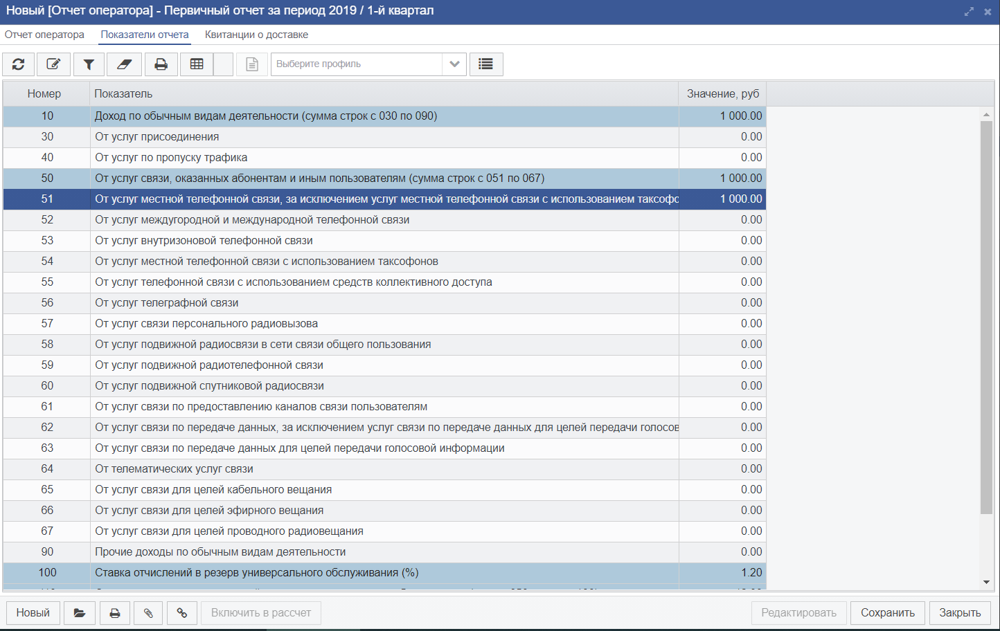 Новый [Отчет оператора] - Первичный отчет за период 2019 / 1-й квартал
Отчет оператора Показатели отчета Квитанции о доставке
Выберите профиль
Номер Показатель Значение, руб
10 Доход по обычным видам деятельности (сумма строк с 030 по 090) 1 000.00
30 От услуг присоединения 0.00
40 От услуг по пропуску трафика 0.00
50 От услуг связи, оказанных абонентам и иным пользователям (сумма строк с 051 по 067) 1 000.00
51 От услуг местной телефонной связи, за исключением услуг местной телефонной связи с использованием таксофо 1 000.00
52 От услуг междугородной и международной телефонной связи 0.00
53 От услуг внутризоновой телефонной связи 0.00
54 От услуг местной телефонной связи с использованием таксофонов 0.00
55 От услуг телефонной связи с использованием средств коллективного доступа 0.00
56 От услуг телеграфной связи 0.00
57 От услуг связи персонального радиовызова 0.00
58 От услуг подвижной радиосвязи в сети связи общего пользования 0.00
59 От услуг подвижной радиотелефонной связи 0.00
60 От услуг подвижной спутниковой радиосвязи 0.00
61 От услуг связи по предоставлению каналов связи пользователям 0.00
62 От услуг связи по передаче данных, за исключением услуг связи по передаче данных для целей передачи голосов 0.00
63 От услуг связи по передаче данных для целей передачи голосовой информации 0.00
64 От телематических услуг связи 0.00
65 От услуг связи для целей кабельного вещания 0.00
66 От услуг связи для целей эфирного вещания 0.00
67 От услуг связи для целей проводного радиовещания 0.00
90 Прочие доходы по обычным видам деятельности 0.00
100 Ставка отчислений в резерв универсального обслуживания (%) 1.20
Новый Включить в рассчет Редактировать Сохранить Закрыть